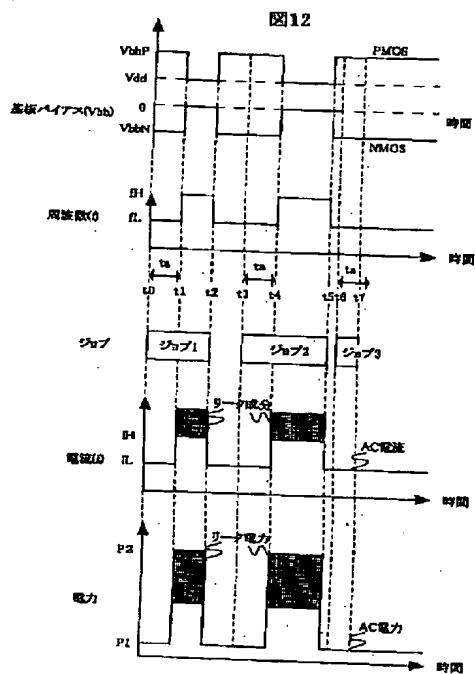 図12
VbbP
PMOS
Vdd
0
基板バイアス(Vbb)
時間
VbbN
NMOS
fH
周波数(f)
fL
時間
ts
ts
ts
t0 t1 t2 t3 t4 t5 t6 t7
ジョブ
ジョブ1
ジョブ2
ジョブ3
リーク成分
IH
AC電流
IL
電流(I)
時間
P2
リーク電力
電力
AC電力
P1
時間